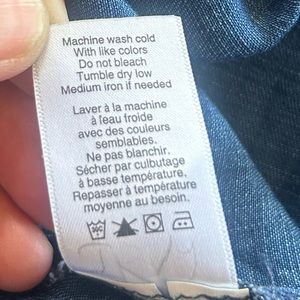 Machine wash cold
With like colors
Do not bleach
Tumble dry low
Medium iron if needed
Laver à la machine
à l'eau froide
avec des couleurs
semblables.
Ne pas blanchir.
Sécher par culbutage
à basse température.
Repasser à température
moyenne au besoin.